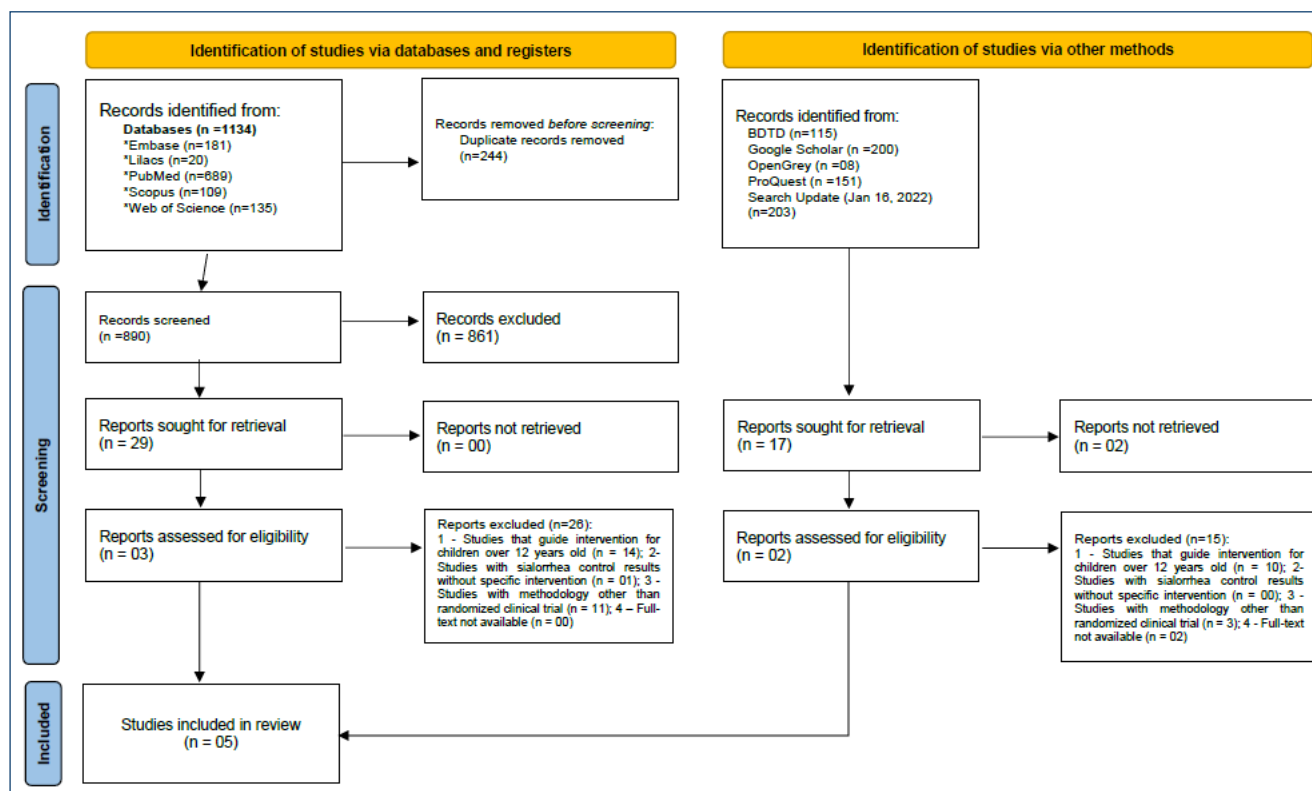 Identification of studies via databases and registers
Identification of studies via other methods
Identification
Records identified from:
Databases (n =1134)
*Embase (n=181)
*Lilacs (n=20)
*PubMed (n=689)
*Scopus (n=109)
*Web of Science (n=135)
Records removed before screening:
Duplicate records removed
(n=244)
Records identified from:
BDTD (n=115)
Google Scholar (n =200)
OpenGrey (n =08)
ProQuest (n =151)
Search Update (Jan 16, 2022)
(n=203)
Screening
Records screened
(n =890)
Records excluded
(n = 861)
Reports sought for retrieval
(n = 29)
Reports not retrieved
(n = 00)
Reports sought for retrieval
(n = 17)
Reports not retrieved
(n = 02)
Reports assessed for eligibility
(n = 03)
Reports excluded (n=26):
1 - Studies that guide intervention for
children over 12 years old (n = 14); 2-
Studies with sialorrhea control results
without specific intervention (n = 01); 3 -
Studies with methodology other than
randomized clinical trial (n = 11); 4 – Full-
text not available (n = 00)
Reports assessed for eligibility
(n = 02)
Reports excluded (n=15):
1 - Studies that guide intervention for
children over 12 years old (n = 10); 2-
Studies with sialorrhea control results
without specific intervention (n = 00); 3 -
Studies with methodology other than
randomized clinical trial (n = 3); 4 - Full-text
not available (n = 02)
Included
Studies included in review
(n = 05)